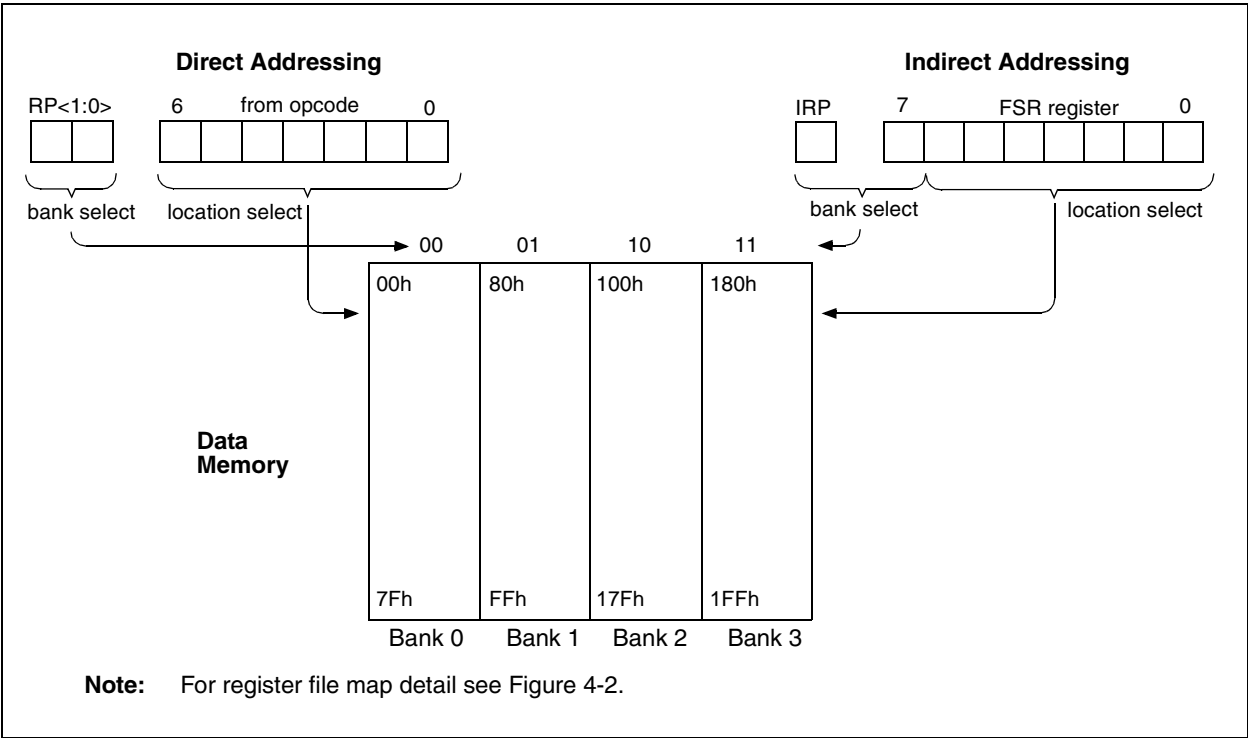 Direct Addressing
Indirect Addressing
RP<1:0>
6
from opcode
0
IRP
7
FSR register
0
bank select
location select
bank select
location select
00
01
10
11
00h
80h
100h
180h
Data
Memory
7Fh
FFh
17Fh
1FFh
Bank 0
Bank 1
Bank 2
Bank 3
Note: For register file map detail see Figure 4-2.